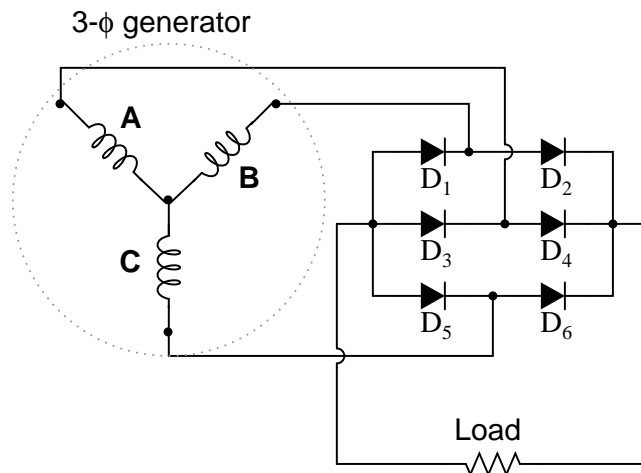 3-ϕ generator
A
B
C
D1
D2
D3
D4
D5
D6
Load